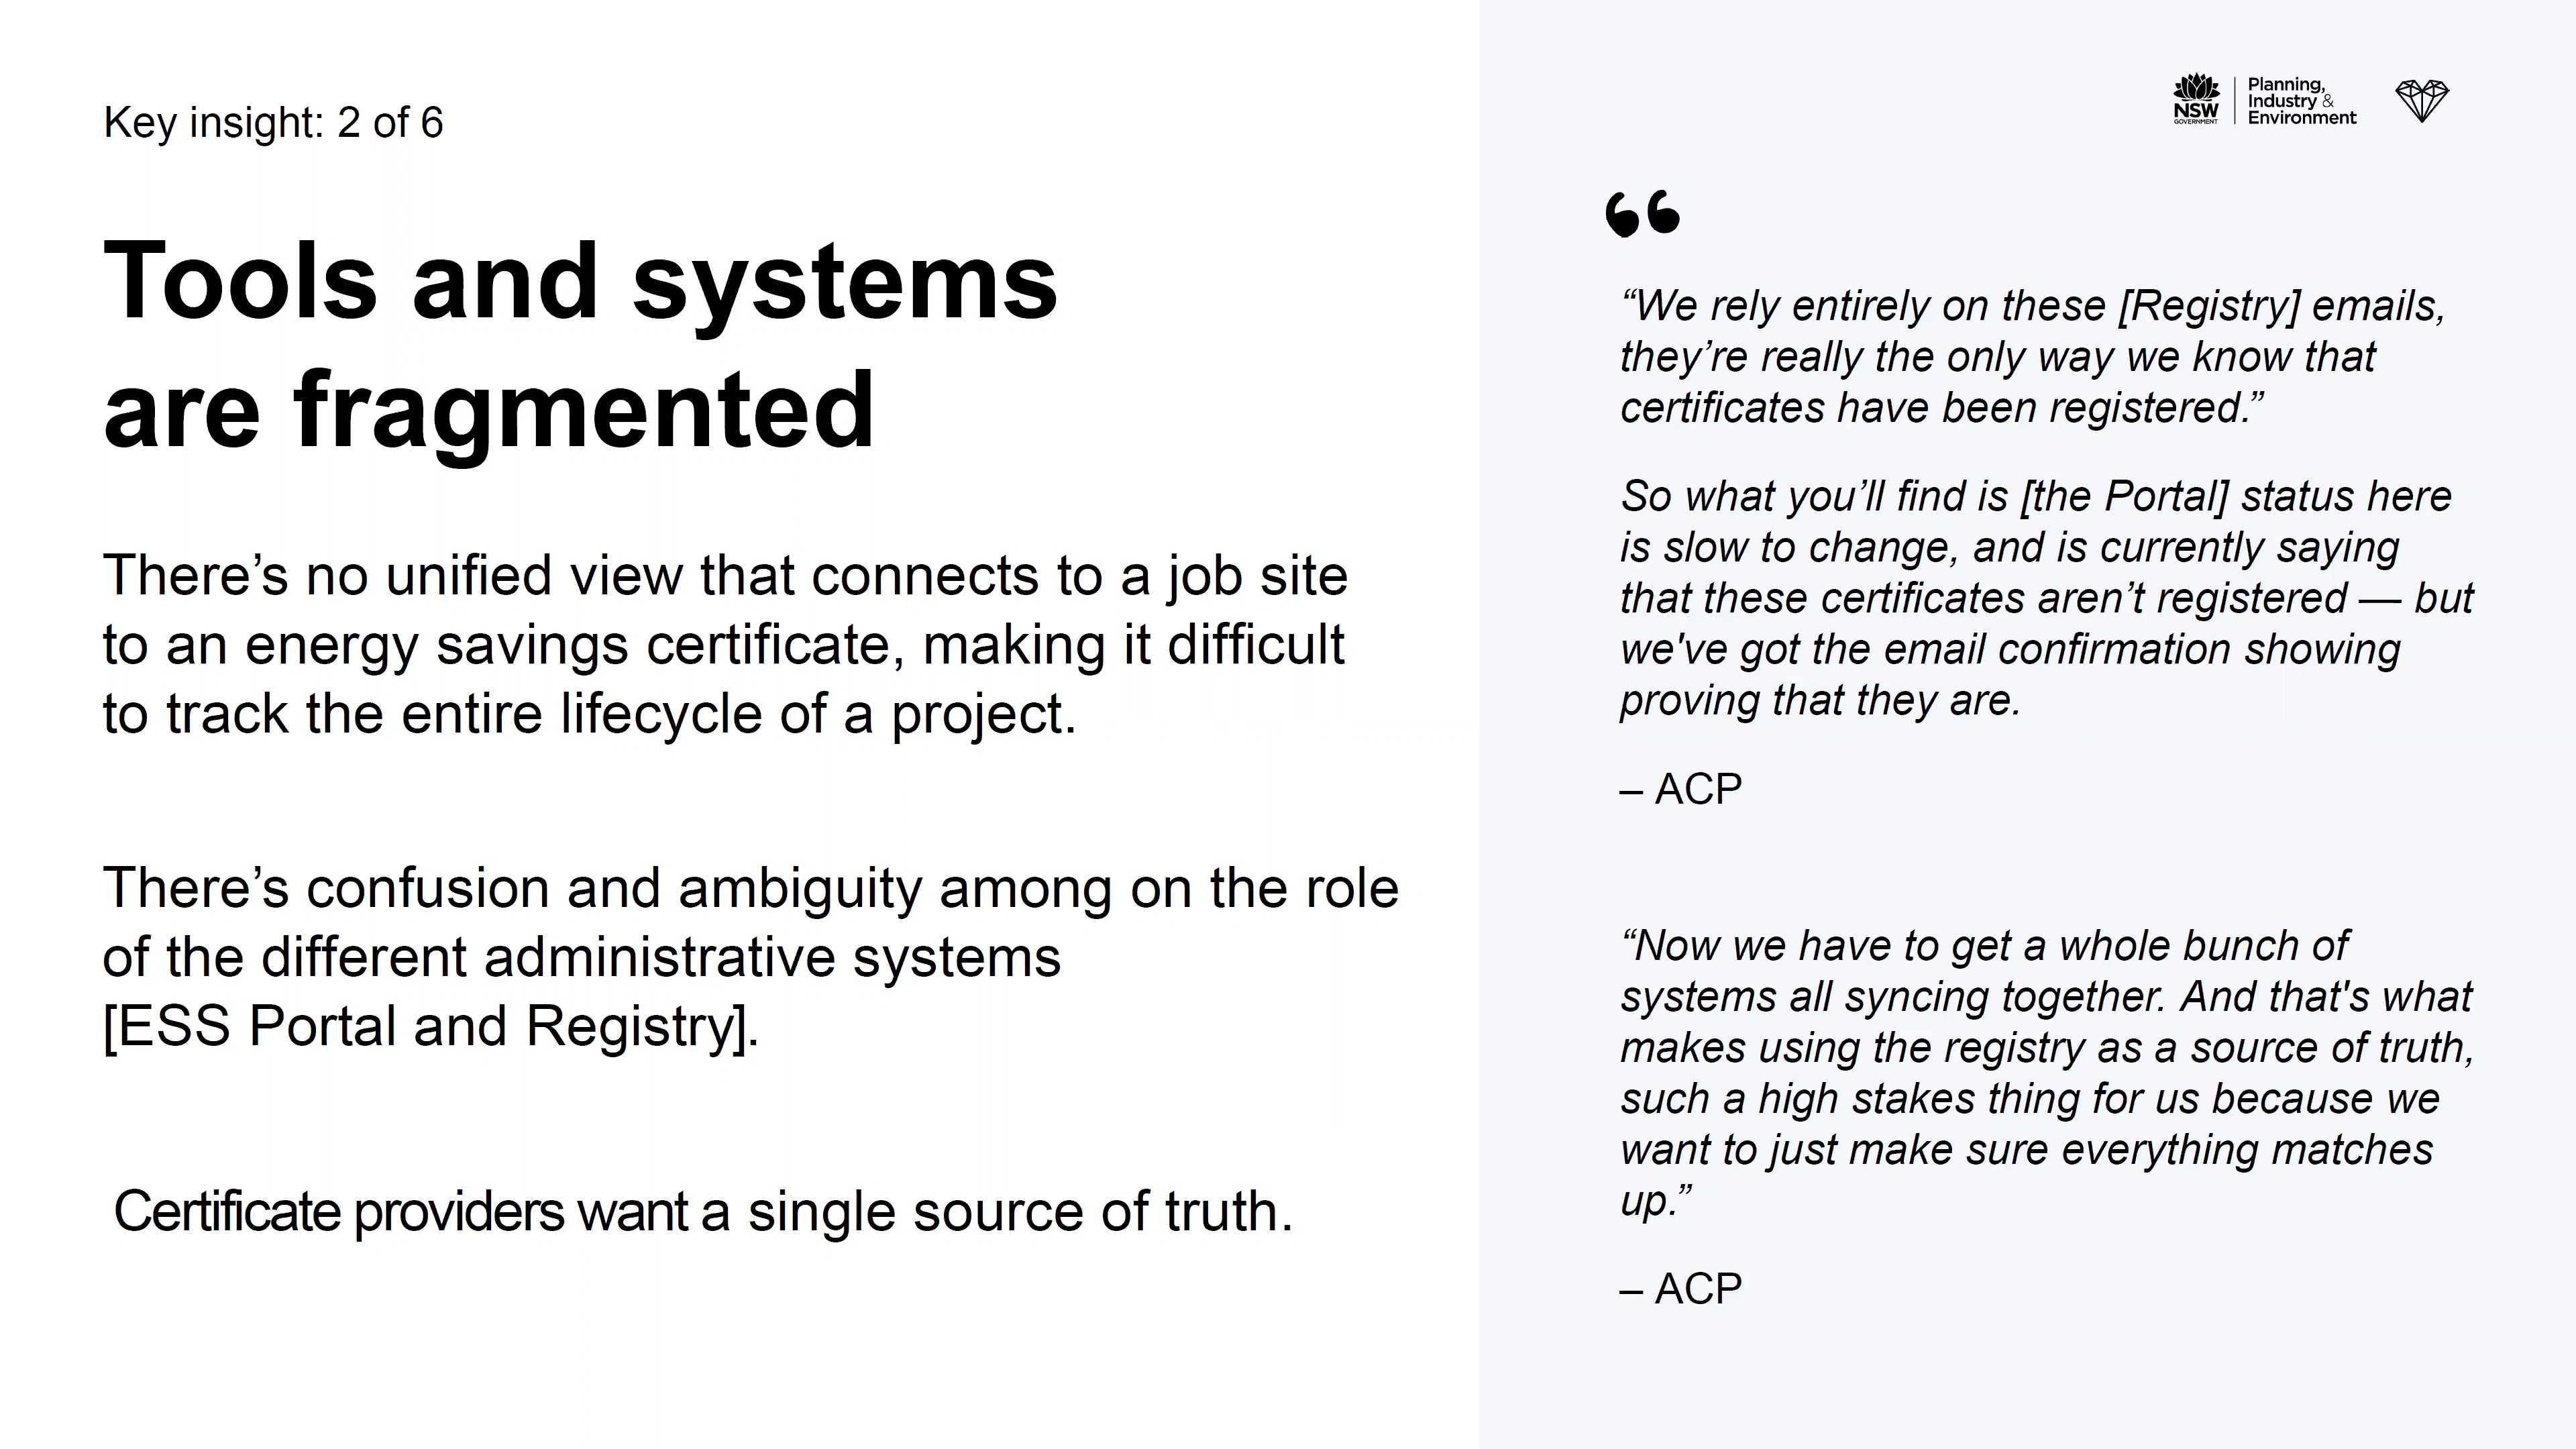 Key insight: 2 of 6
Tools and systems
are fragmented
There’s no unified view that connects to a job site
to an energy savings certificate, making it difficult
to track the entire lifecycle of a project.
There’s confusion and ambiguity among on the role
of the different administrative systems
[ESS Portal and Registry].
Certificate providers want a single source of truth.
NSW
GOVERNMENT
Planning,
Industry &
Environment
“We rely entirely on these [Registry] emails,
they’re really the only way we know that
certificates have been registered.”
So what you’ll find is [the Portal] status here
is slow to change, and is currently saying
that these certificates aren’t registered — but
we've got the email confirmation showing
proving that they are.
– ACP
“Now we have to get a whole bunch of
systems all syncing together. And that's what
makes using the registry as a source of truth,
such a high stakes thing for us because we
want to just make sure everything matches
up.”
– ACP